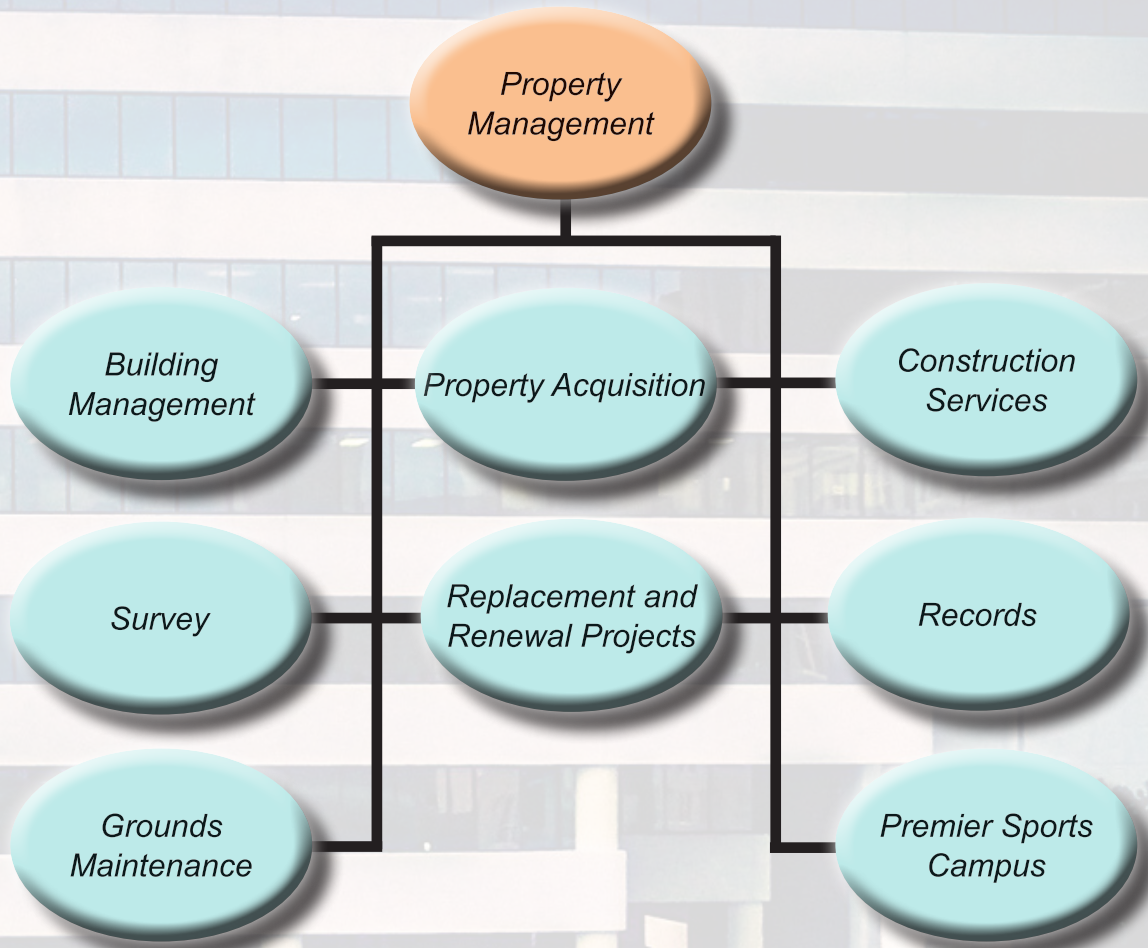 Property
Management
Building
Management
Property Acquisition
Construction
Services
Survey
Replacement and
Renewal Projects
Records
Grounds
Maintenance
Premier Sports
Campus